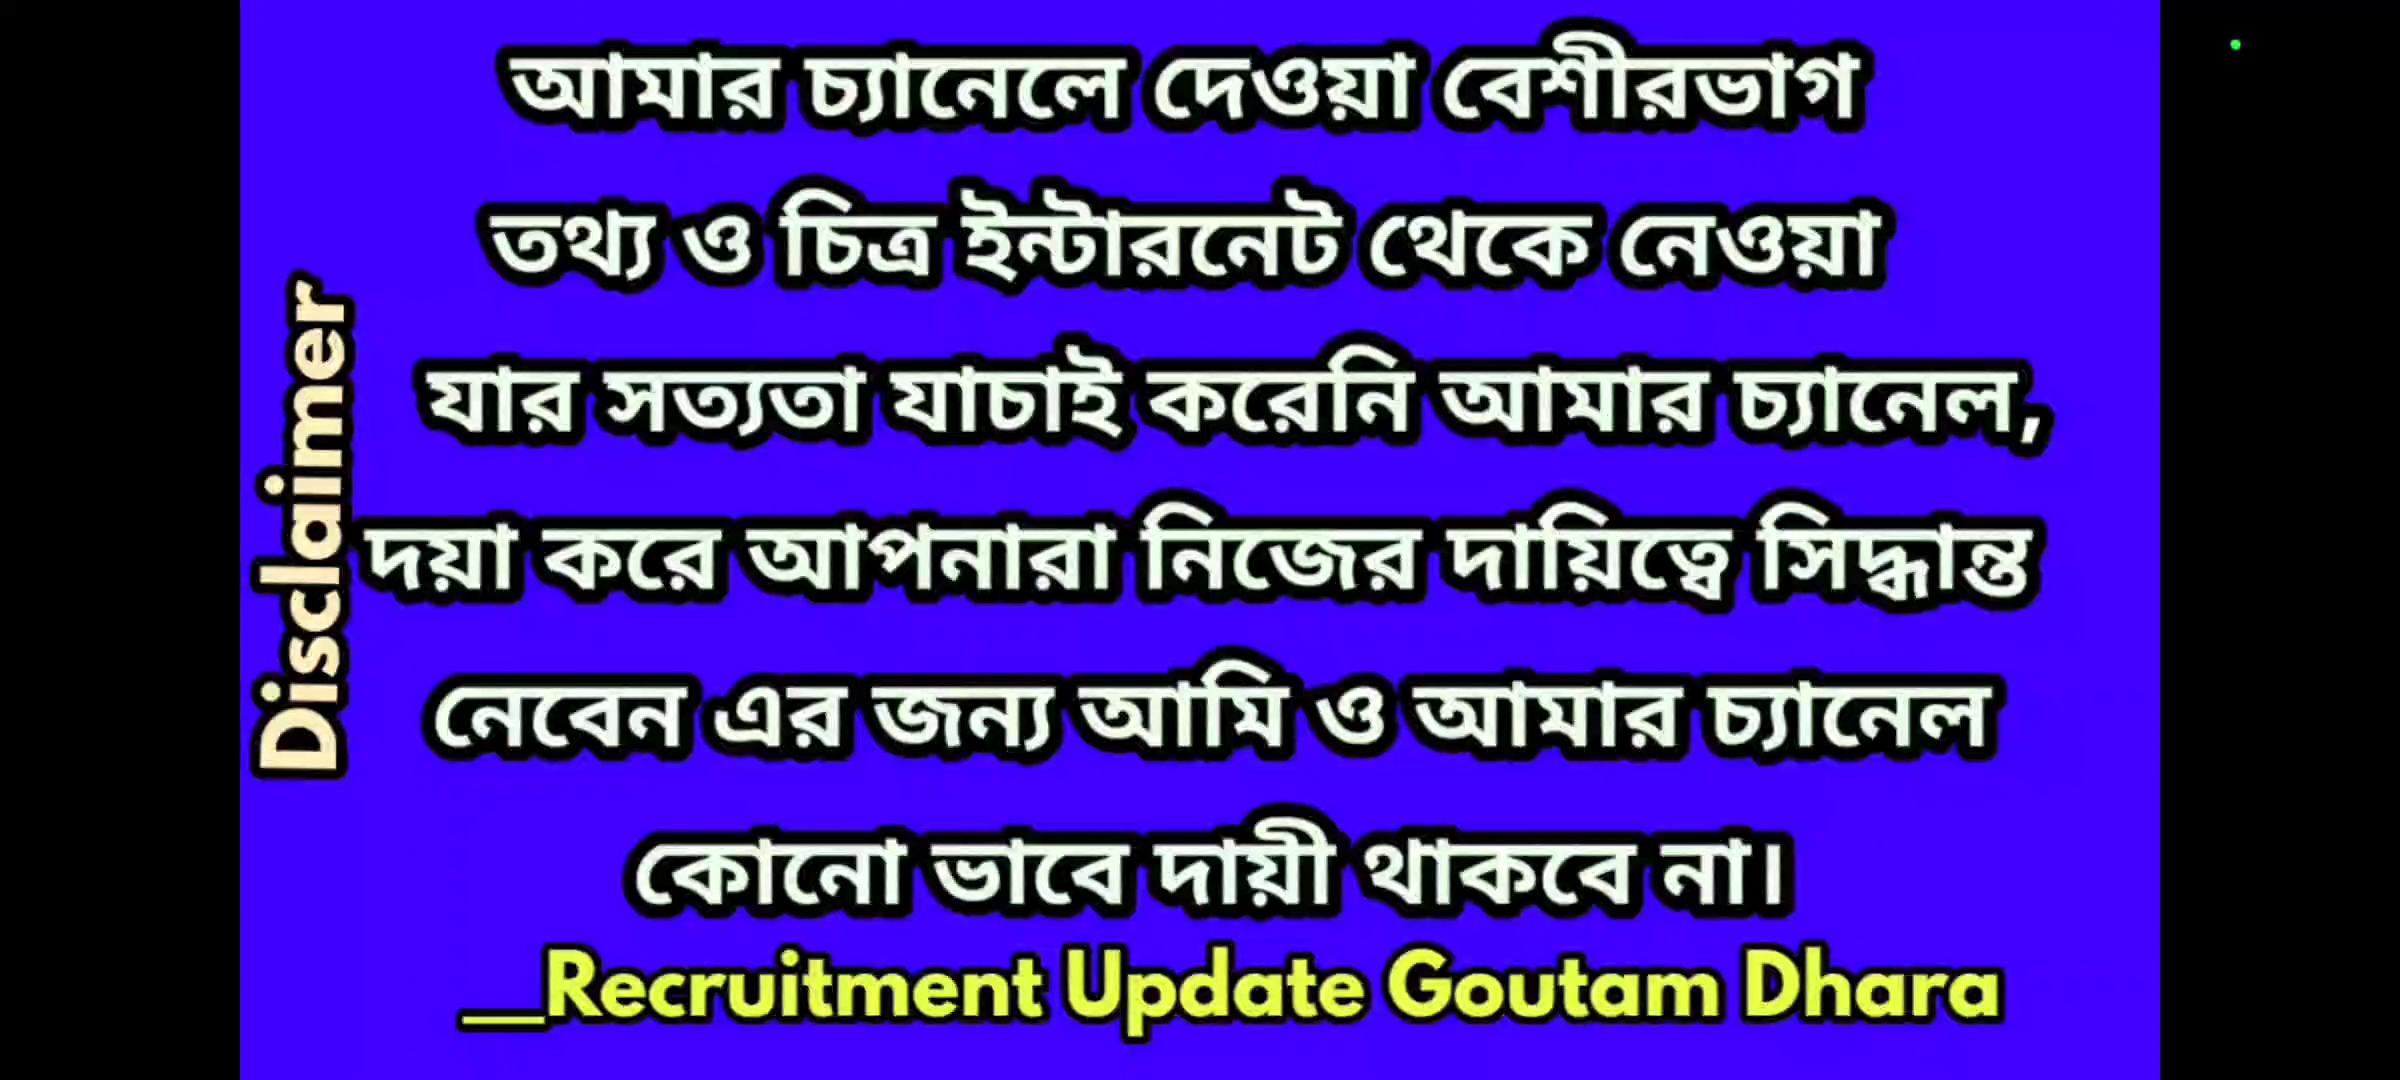 আমার চ্যানেলে দেওয়া বেশীরভাগ
তথ্য ও চিত্র ইন্টারনেট থেকে নেওয়া
যার সত্যতা যাচাই করেনি আমার চ্যানেল,
দয়া করে আপনারা নিজের দায়িত্বে সিদ্ধান্ত
নেবেন এর জন্য আমি ও আমার চ্যানেল
কোনো ভাবে দায়ী থাকবে না।
__Recruitment Update Goutam Dhara
Disclaimer